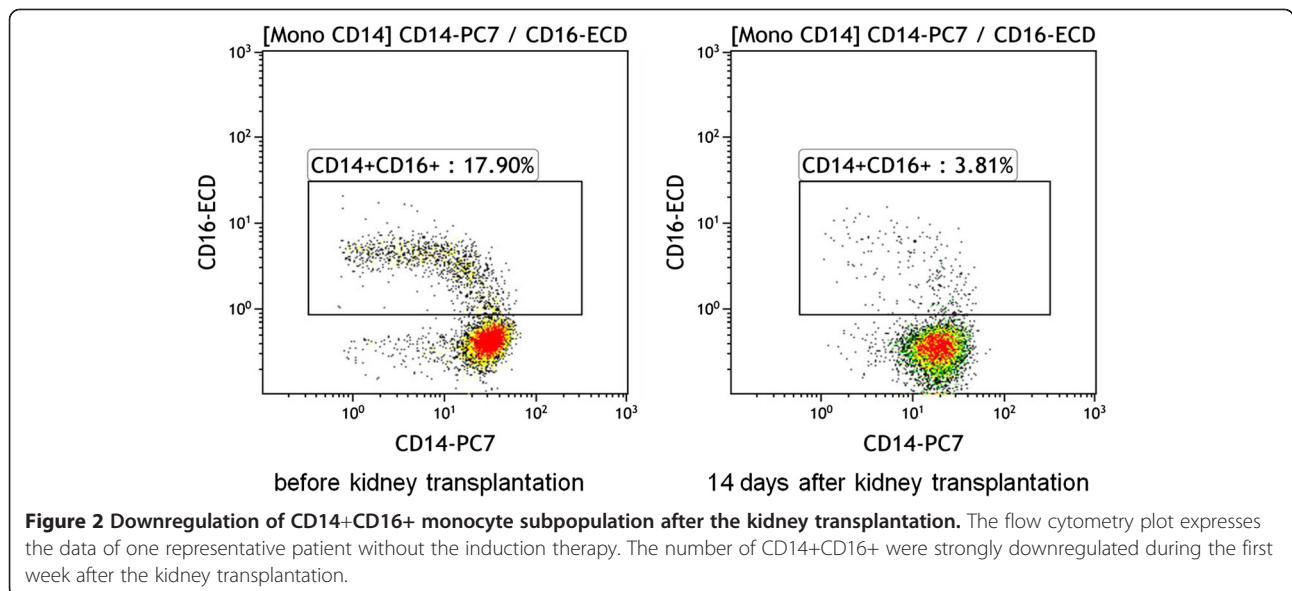 [Mono CD14] CD14-PC7 / CD16-ECD
10³
10²
10¹
10⁰
CD16-ECD
CD14+CD16+ : 17.90%
10⁰ 10¹ 10² 10³
CD14-PC7
before kidney transplantation
[Mono CD14] CD14-PC7 / CD16-ECD
10³
10²
10¹
10⁰
CD16-ECD
CD14+CD16+ : 3.81%
10⁰ 10¹ 10² 10³
CD14-PC7
14 days after kidney transplantation
Figure 2 Downregulation of CD14+CD16+ monocyte subpopulation after the kidney transplantation. The flow cytometry plot expresses
the data of one representative patient without the induction therapy. The number of CD14+CD16+ were strongly downregulated during the first
week after the kidney transplantation.